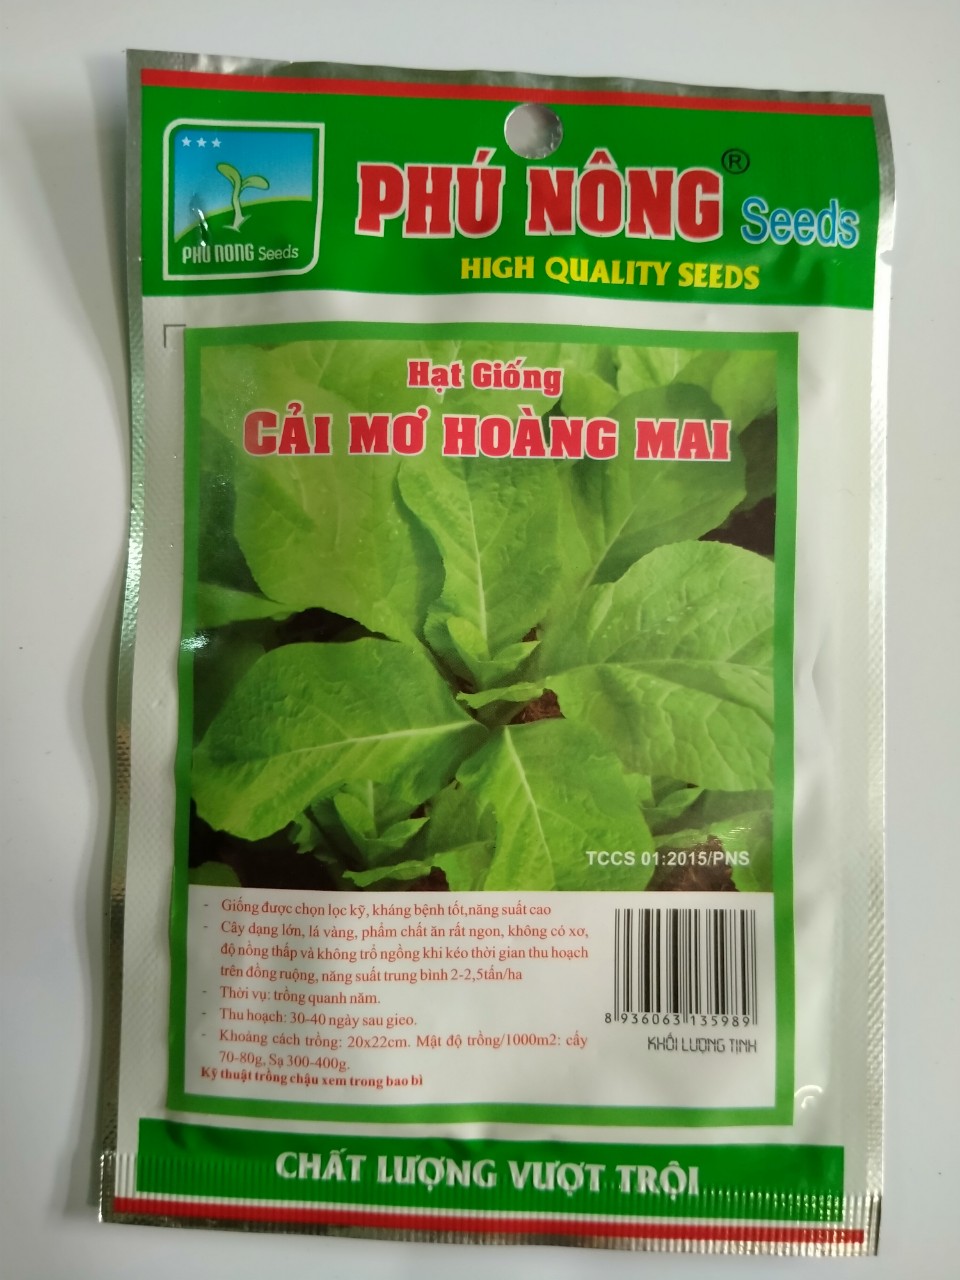 PHÚ NÔNG® Seeds
HIGH QUALITY SEEDS
PHÚ NONG Seeds
Hạt Giống
CẢI MƠ HOÀNG MAI
TCCS 01:2015/PNS
- Giống được chọn lọc kỹ, kháng bệnh tốt,năng suất cao
- Cây dạng lớn, lá vàng, phẩm chất ăn rất ngon, không có xơ,
độ nồng thấp và không trổ ngồng khi kéo thời gian thu hoạch
trên đồng ruộng, năng suất trung bình 2-2,5tấn/ha
- Thời vụ: trồng quanh năm.
- Thu hoạch: 30-40 ngày sau gieo.
- Khoảng cách trồng: 20x22cm. Mật độ trồng/1000m2: cấy
70-80g, Sạ 300-400g.
Kỹ thuật trồng chậu xem trong bao bì
8 936063 135989
KHỐI LƯỢNG TỊNH
CHẤT LƯỢNG VƯỢT TRỘI